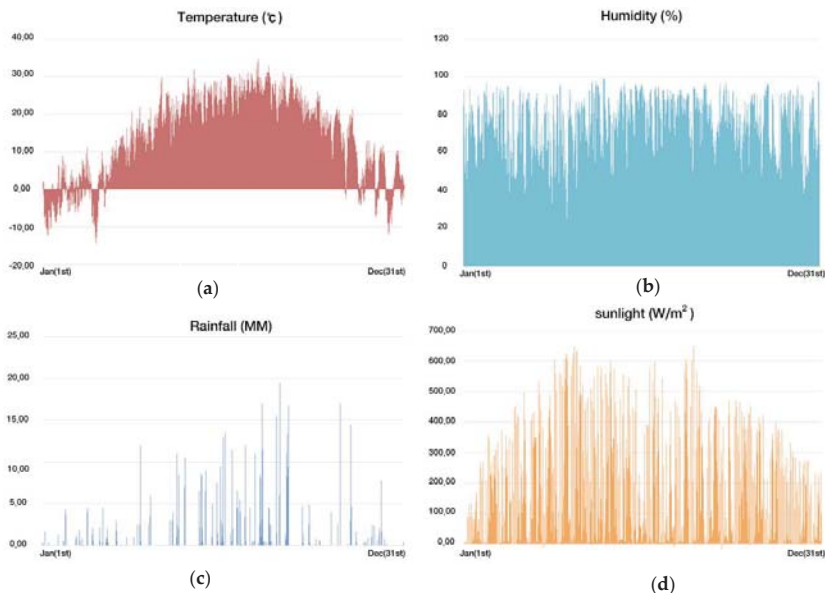 Temperature (℃)
40,00
30,00
20,00
10,00
0,00
-10,00
-20,00
Jan(1st)
Dec(31st)
(a)
Humidity (%)
120
100
80
60
40
20
0
Jan(1st)
Dec(31st)
(b)
Rainfall (MM)
25,00
20,00
15,00
10,00
5,00
0,00
Jan(1st)
Dec(31st)
(c)
sunlight (W/m²)
700,00
600,00
500,00
400,00
300,00
200,00
100,00
0,00
Jan(1st)
Dec(31st)
(d)